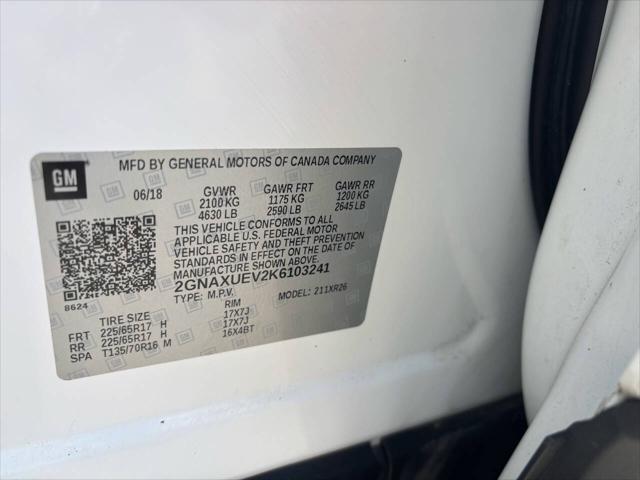 MFD BY GENERAL MOTORS OF CANADA COMPANY
GM
06/18 GVWR GAWR FRT GAWR RR
2100 KG 1175 KG 1200 KG
4630 LB 2590 LB 2645 LB
THIS VEHICLE CONFORMS TO ALL
APPLICABLE U.S. FEDERAL MOTOR
VEHICLE SAFETY AND THEFT
PREVENTION STANDARDS IN EFFECT
ON THE DATE OF MANUFACTURE
SHOWN ABOVE.
2GNAXUEV2K6103241
TYPE: M.P.V. MODEL: 211XR26
8624
TIRE SIZE RIM
FRT 225/65R17 H 17X7J
RR 225/65R17 H 17X7J
SPA T135/70R16 M 16X4BT